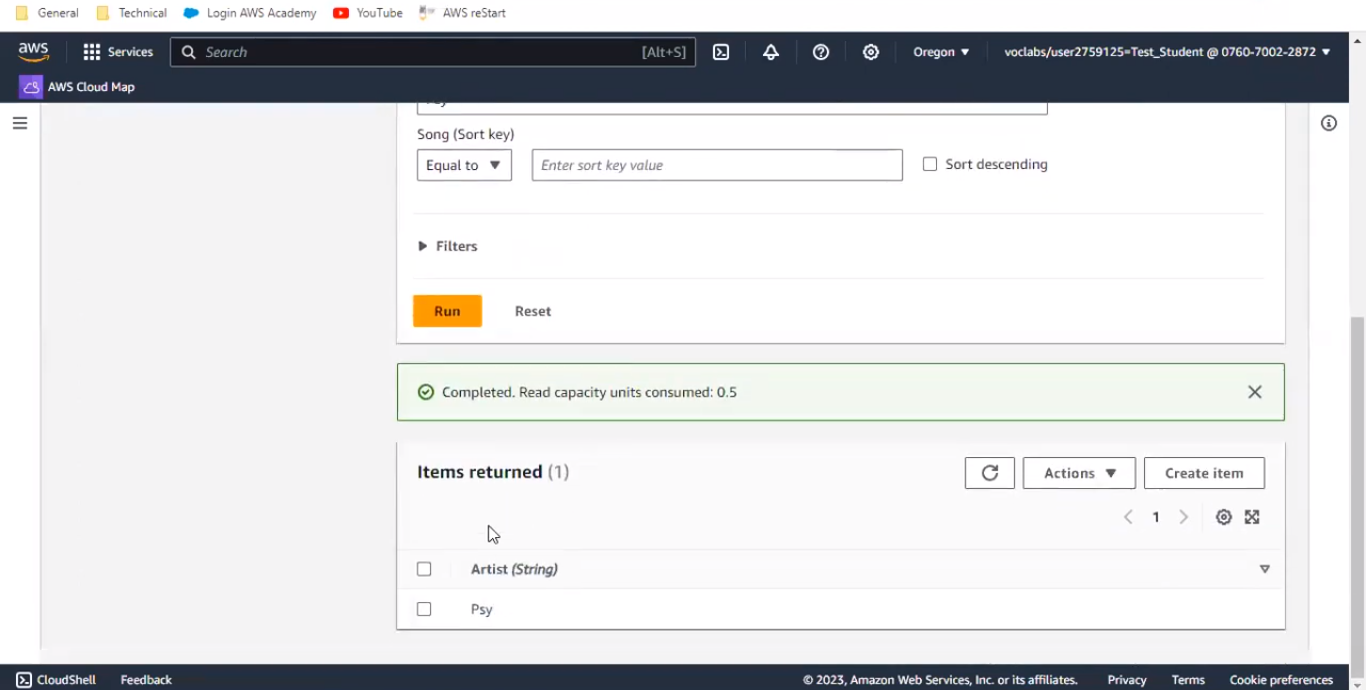 General Technical Login AWS Academy YouTube AWS reStart
aws Services Search [Alt+S] Oregon voclabs/user2759125=Test_Student @ 0760-7002-2872
AWS Cloud Map
Song (Sort key)
Equal to Enter sort key value Sort descending
Filters
Run Reset
Completed. Read capacity units consumed: 0.5
Items returned (1) Actions Create item
1
Artist (String)
Psy
CloudShell Feedback © 2023, Amazon Web Services, Inc. or its affiliates. Privacy Terms Cookie preferences